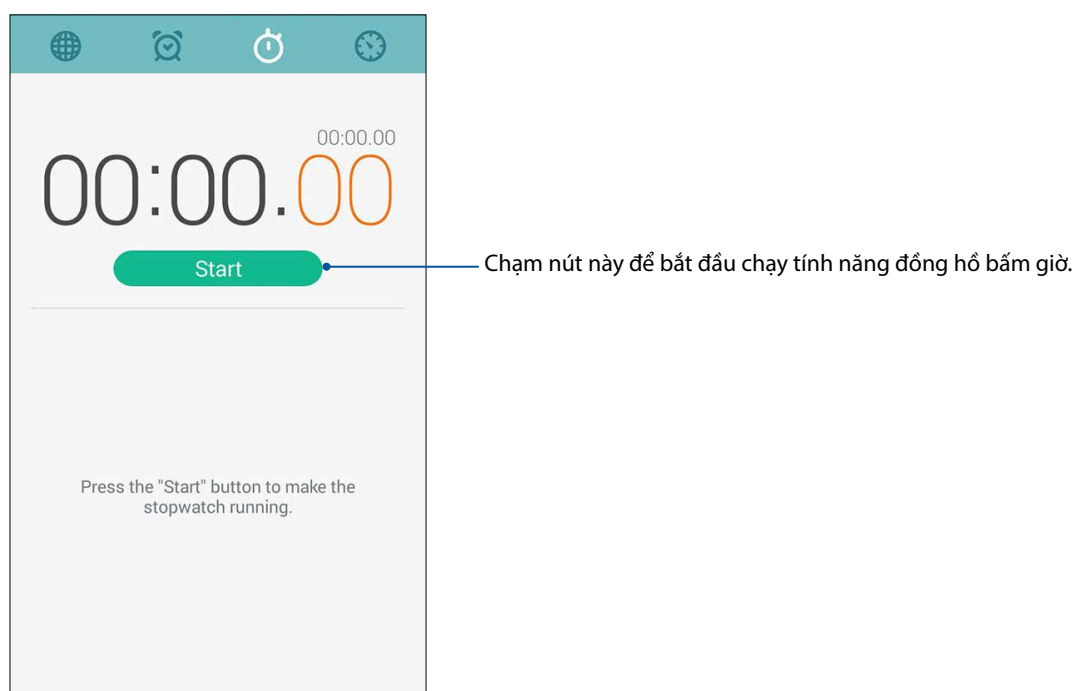 00:00.00
00:00.00
Start
Chạm nút này để bắt đầu chạy tính năng đồng hồ bấm giờ.
Press the "Start" button to make the
stopwatch running.